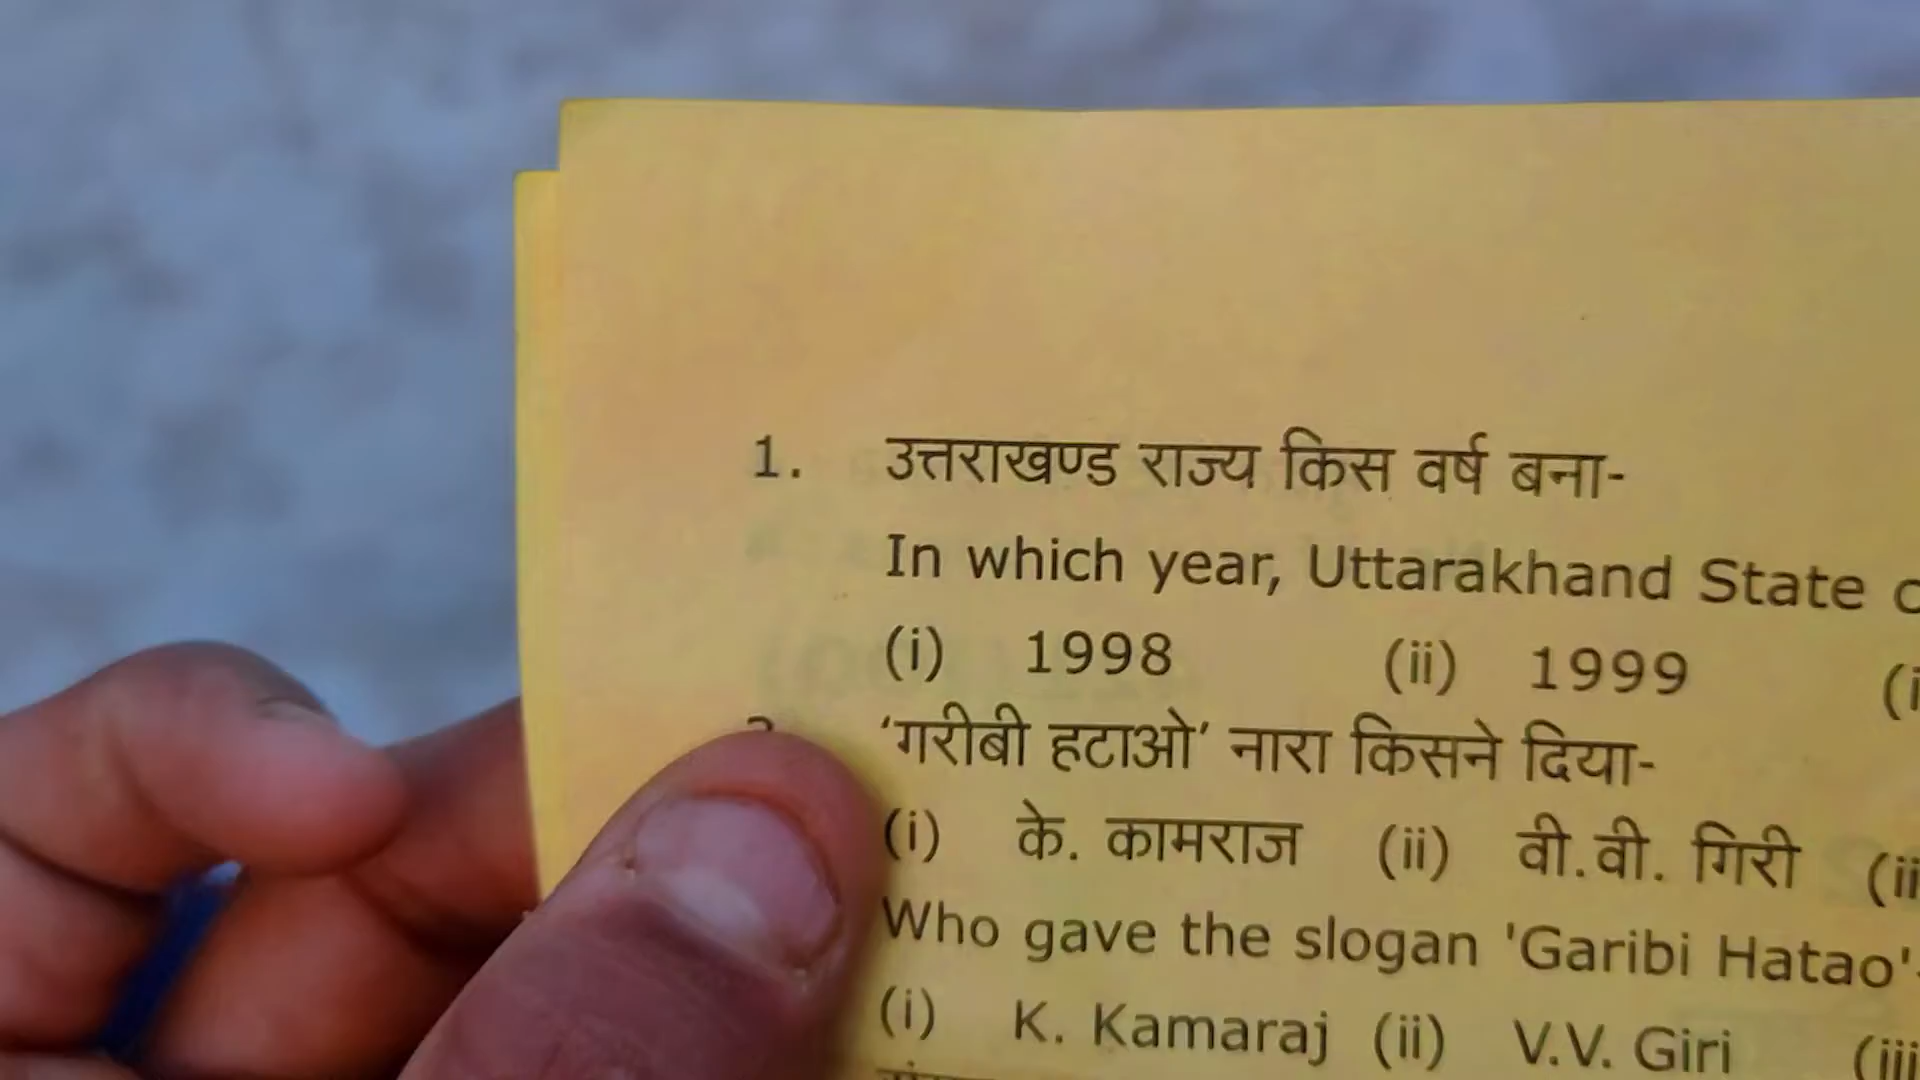 1. उत्तराखण्ड राज्य किस वर्ष बना-
In which year, Uttarakhand State
(i) 1998 (ii) 1999
‘गरीबी हटाओ’ नारा किसने दिया-
(i) के. कामराज (ii) वी.वी. गिरी
Who gave the slogan 'Garibi Hatao'-
(i) K. Kamaraj (ii) V.V. Giri